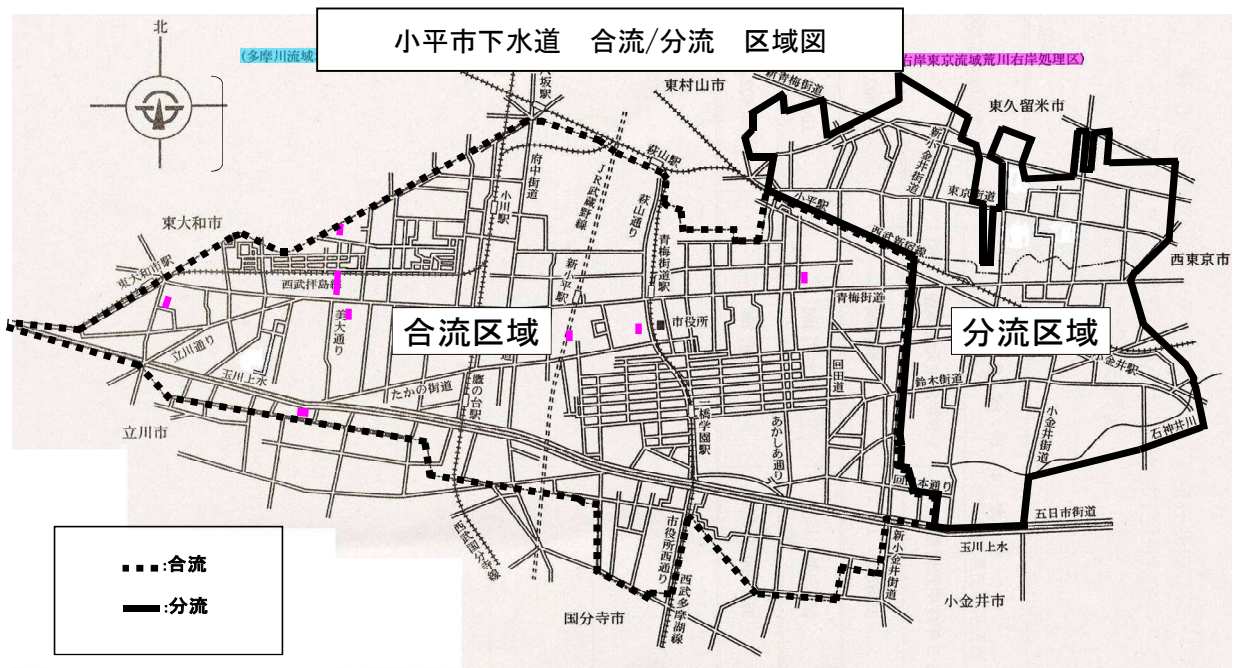 小平市下水道 合流/分流 区域図
(多摩川流域
右岸東京流域荒川右岸処理区)
北
坂駅
東村山市
新青梅街道
東久留米市
萩山駅
新小金井街道
府中街道
JR武蔵野線
小川駅
萩山通り
小平駅
東京街道
東大和市
青梅街道駅
西武新宿線
西東京市
東大和市駅
西武拝島線
新小平駅
青梅街道
市役所
合流区域
分流区域
美大通り
立川通り
玉川上水
たかの街道
鷹の台駅
回田道
鈴木街道
小金井駅
一橋学園駅
あかしあ通り
小金井街道
石神井川
立川市
回田本通り
五日市街道
玉川上水
西武国分寺線
市役所西通り
西武多摩湖線
新小金井街道
国分寺市
小金井市
:合流
:分流